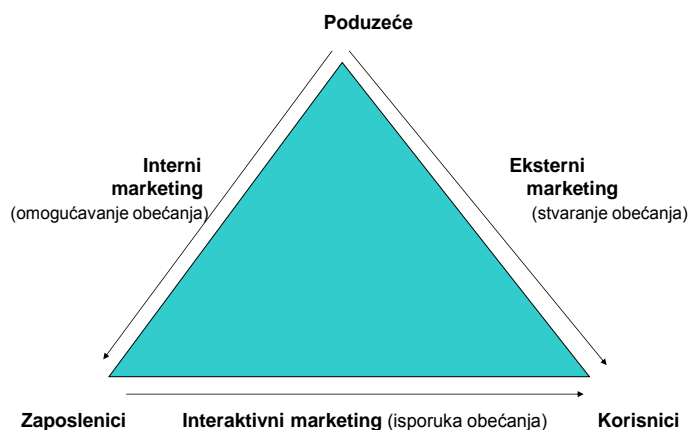 Poduzeće
Interni
marketing
(omogućavanje obećanja)
Eksterni
marketing
(stvaranje obećanja)
Zaposlenici
Interaktivni marketing (isporuka obećanja)
Korisnici